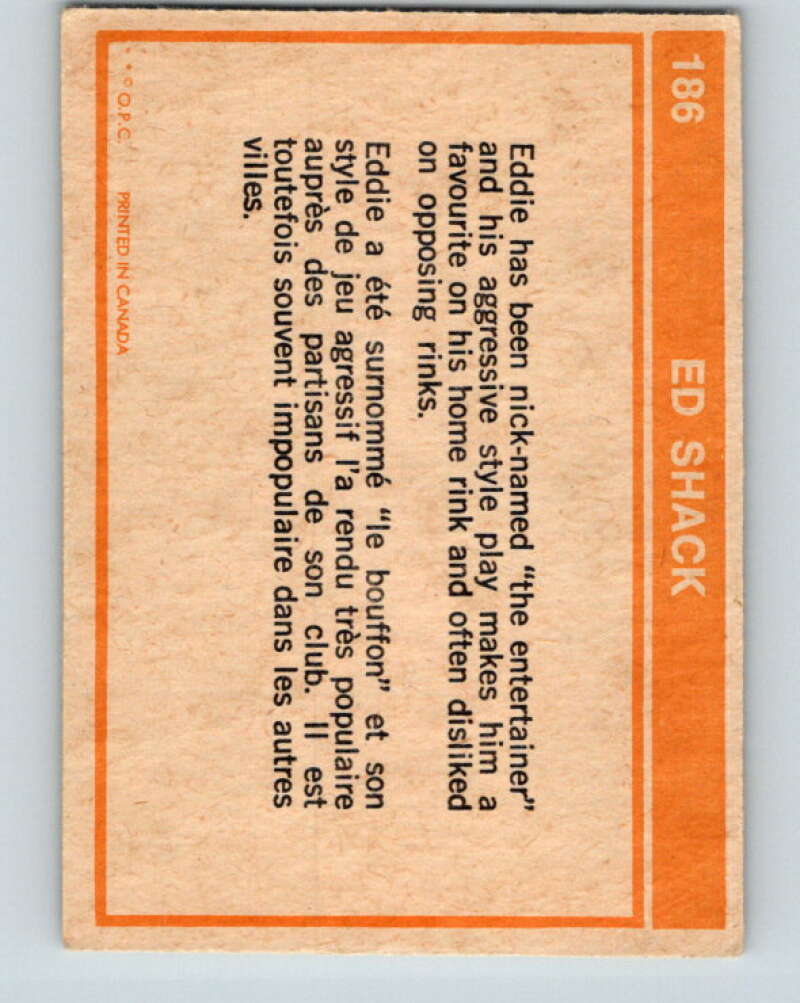 186 ED SHACK
Eddie has been nick-named “the entertainer”
and his aggressive style play makes him a
favourite on his home rink and often disliked
on opposing rinks.
Eddie a été surnommé “le bouffon” et son
style de jeu agressif l’a rendu très populaire
auprès des partisans de son club. Il est
toutefois souvent impopulaire dans les autres
villes.
* * © O.P.C. PRINTED IN CANADA